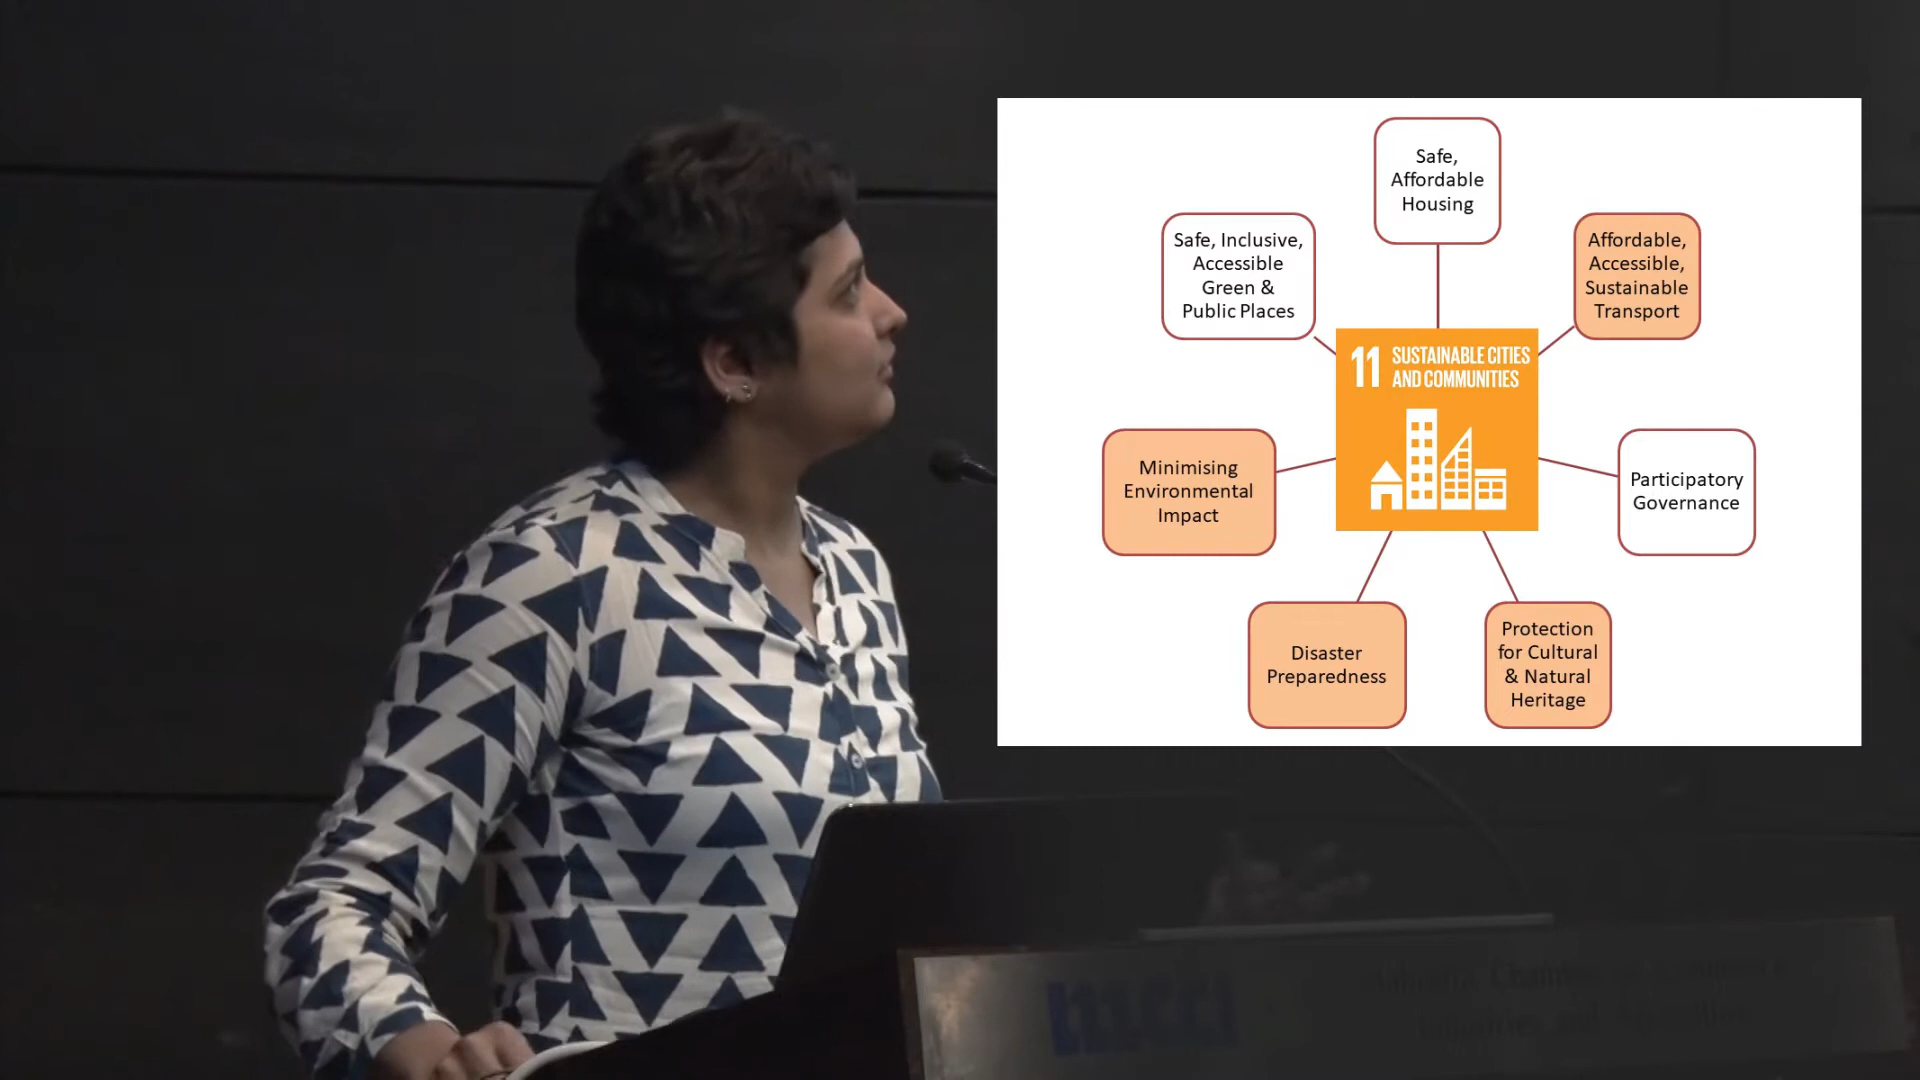 Safe,
Affordable
Housing
Safe, Inclusive,
Accessible
Green &
Public Places
Affordable,
Accessible,
Sustainable
Transport
11 SUSTAINABLE CITIES
AND COMMUNITIES
Minimising
Environmental
Impact
Participatory
Governance
Disaster
Preparedness
Protection
for Cultural
& Natural
Heritage